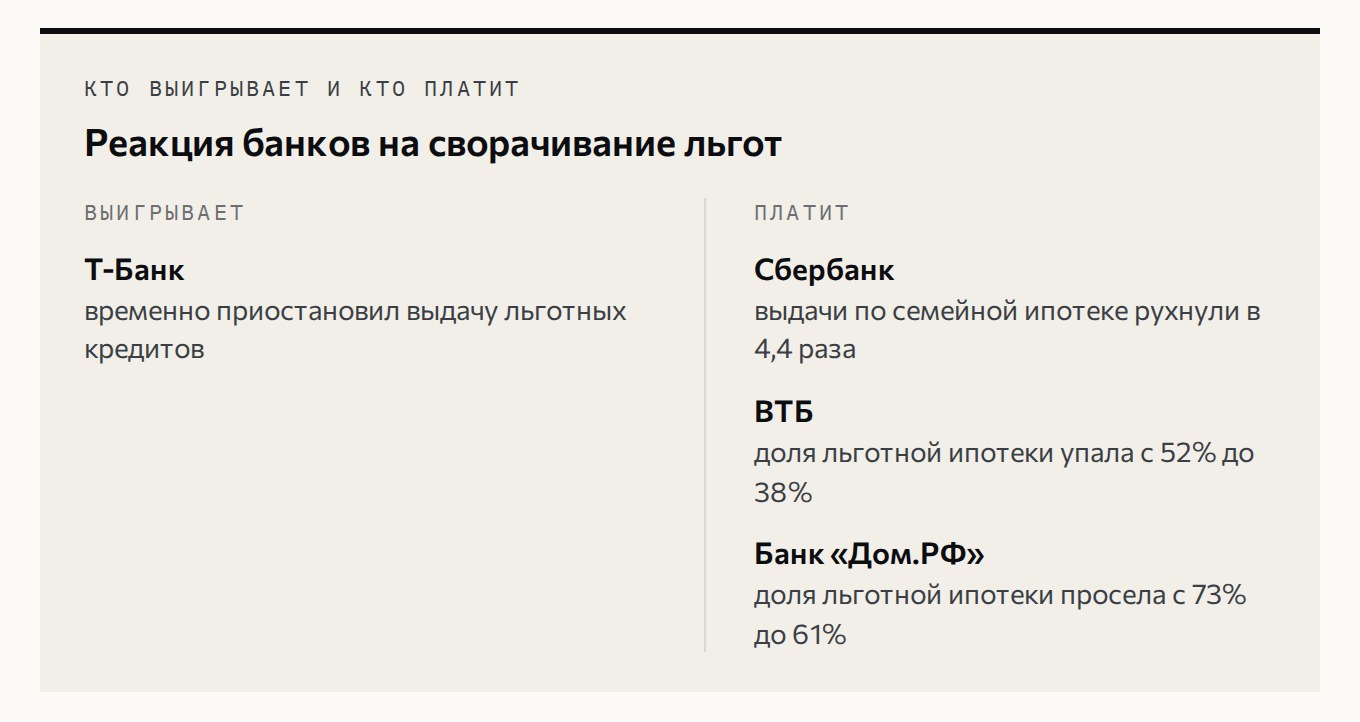 КТО ВЫИГРЫВАЕТ И КТО ПЛАТИТ
Реакция банков на сворачивание льгот
ВЫИГРЫВАЕТ
Т-Банк
временно приостановил выдачу льготных
кредитов
ПЛАТИТ
Сбербанк
выдачи по семейной ипотеке рухнули в
4,4 раза
ВТБ
доля льготной ипотеки упала с 52% до
38%
Банк «Дом.РФ»
доля льготной ипотеки просела с 73%
до 61%